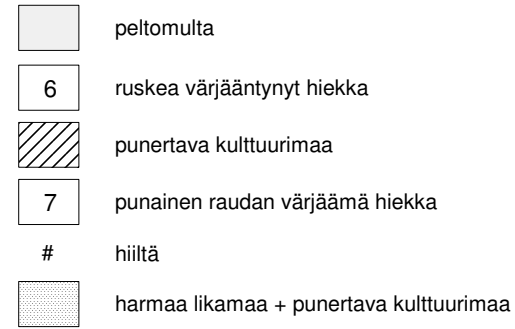 peltomulta
6 ruskea värjääntynyt hiekka
punertava kulttuurimaa
7 punainen raudan värjäämä hiekka
# hiiltä
harmaa likamaa + punertava kulttuurimaa